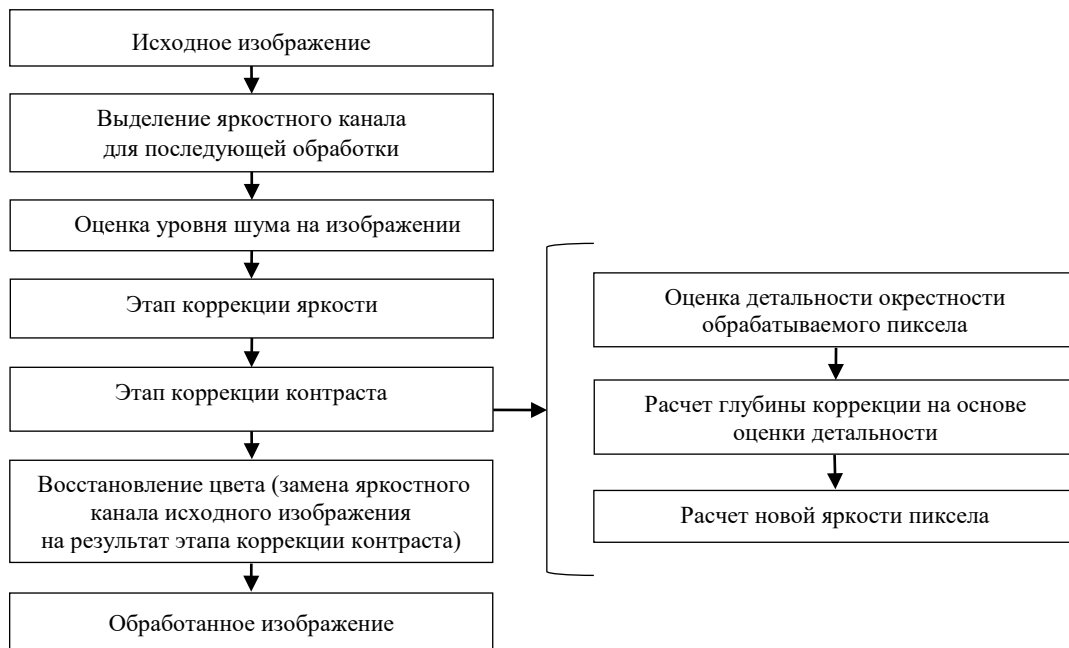 Исходное изображение
Выделение яркостного канала
для последующей обработки
Оценка уровня шума на изображении
Этап коррекции яркости
Этап коррекции контраста
Восстановление цвета (замена яркостного
канала исходного изображения
на результат этапа коррекции контраста)
Обработанное изображение
Оценка детальности окрестности
обрабатываемого пиксела
Расчет глубины коррекции на основе
оценки детальности
Расчет новой яркости пиксела